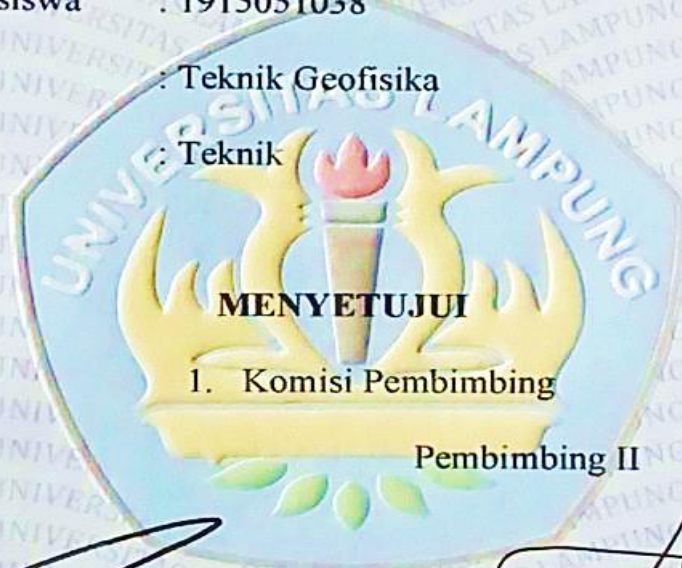 : 1915051038
: Teknik Geofisika
: Teknik
UNIVERSITAS LAMPUNG
MENYETUJUI
1. Komisi Pembimbing
Pembimbing II